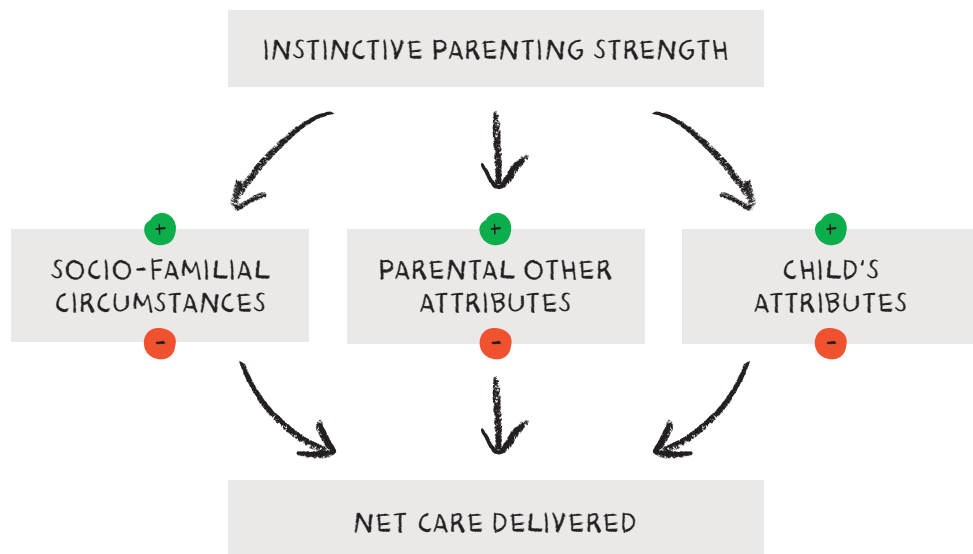 INSTINCTIVE PARENTING STRENGTH
+
+
+
SOCIO-FAMILIAL
CIRCUMSTANCES
PARENTAL OTHER
ATTRIBUTES
CHILD'S
ATTRIBUTES
-
-
-
NET CARE DELIVERED